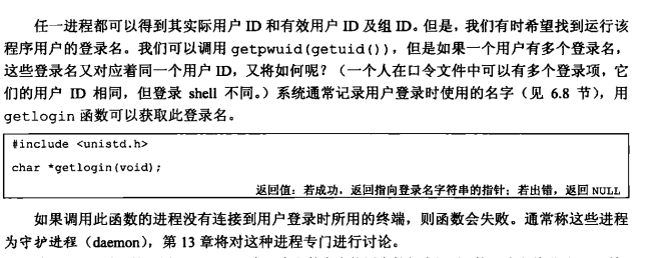 任一进程都可以得到其实际用户 ID 和有效用户 ID 及组 ID。但是，我们有时希望找到运行该
程序用户的登录名。我们可以调用 getpwuid(getuid())，但是如果一个用户有多个登录名，
这些登录名又对应着同一个用户 ID，又将如何呢？（一个人在口令文件中可以有多个登录项，它
们的用户 ID 相同，但登录 shell 不同。）系统通常记录用户登录时使用的名字（见 6.8 节），用
getlogin 函数可以获取此登录名。
#include <unistd.h>
char *getlogin(void);
返回值：若成功，返回指向登录名字符串的指针；若出错，返回 NULL
如果调用此函数的进程没有连接到用户登录时所用的终端，则函数会失败。通常称这些进程
为守护进程（daemon），第 13 章将对这种进程专门进行讨论。